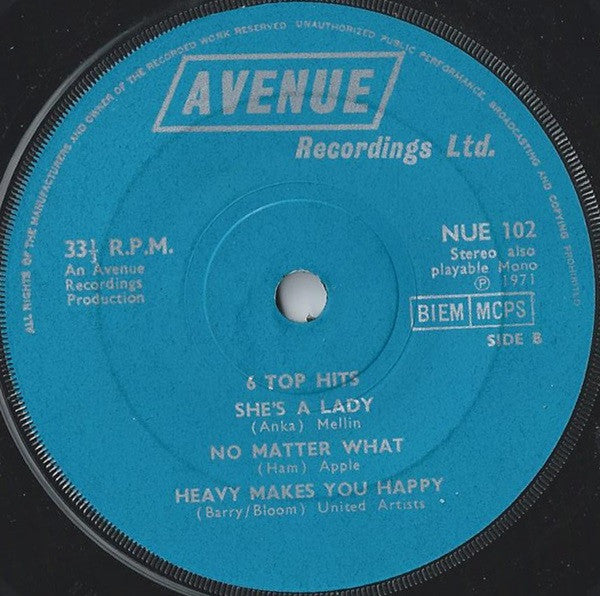 ALL RIGHTS OF THE MANUFACTURERS AND OWNER OF THE RECORDED WORK RESERVED UNAUTHORIZED PUBLIC PERFORMANCE, BROADCASTING AND COPYING PROHIBITED
AVENUE
Recordings Ltd.
33⅓ R.P.M.
An Avenue
Recordings
Production
NUE 102
Stereo also
playable Mono
Ⓟ 1971
BIEM MCPS
SIDE B
6 TOP HITS
SHE'S A LADY
(Anka) Mellin
NO MATTER WHAT
(Ham) Apple
HEAVY MAKES YOU HAPPY
(Barry/Bloom) United Artists